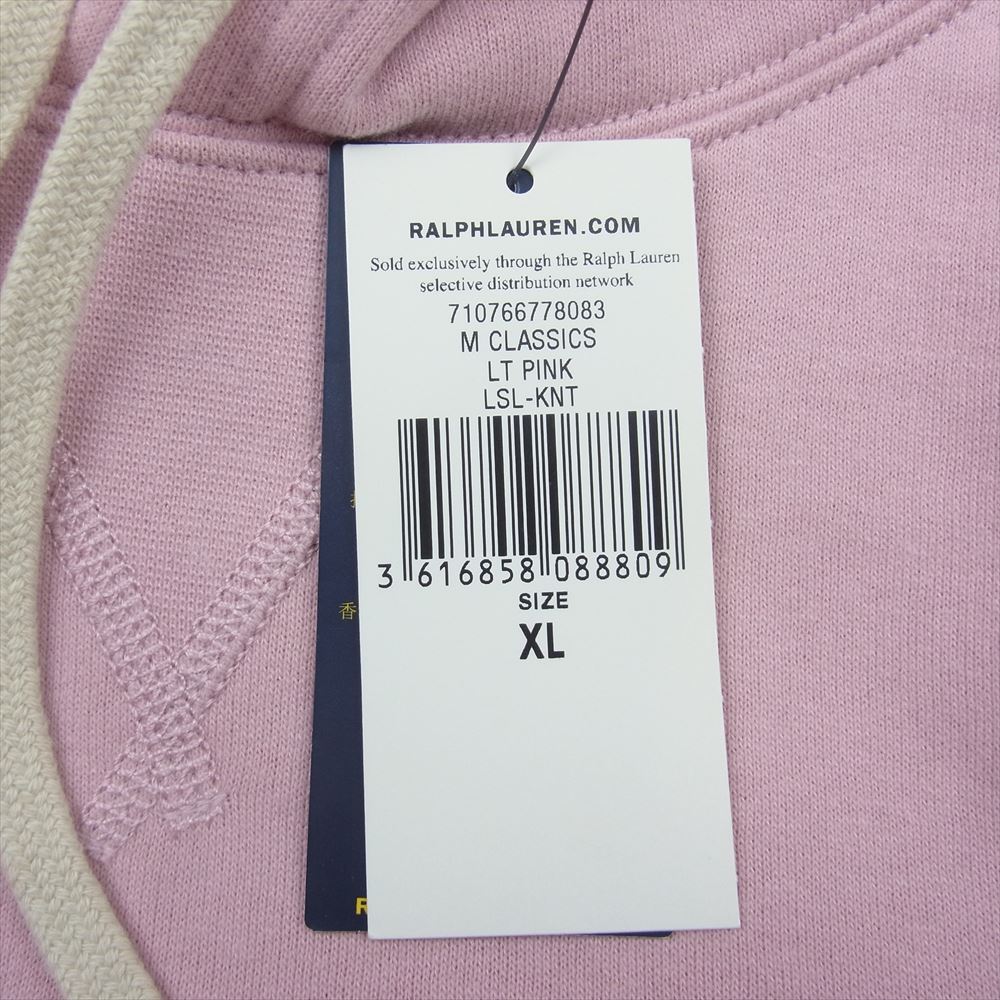 RALPHLAUREN.COM
Sold exclusively through the Ralph Lauren
selective distribution network
710766778083
M CLASSICS
LT PINK
LSL-KNT
3 616858 088809
SIZE
XL
香
R